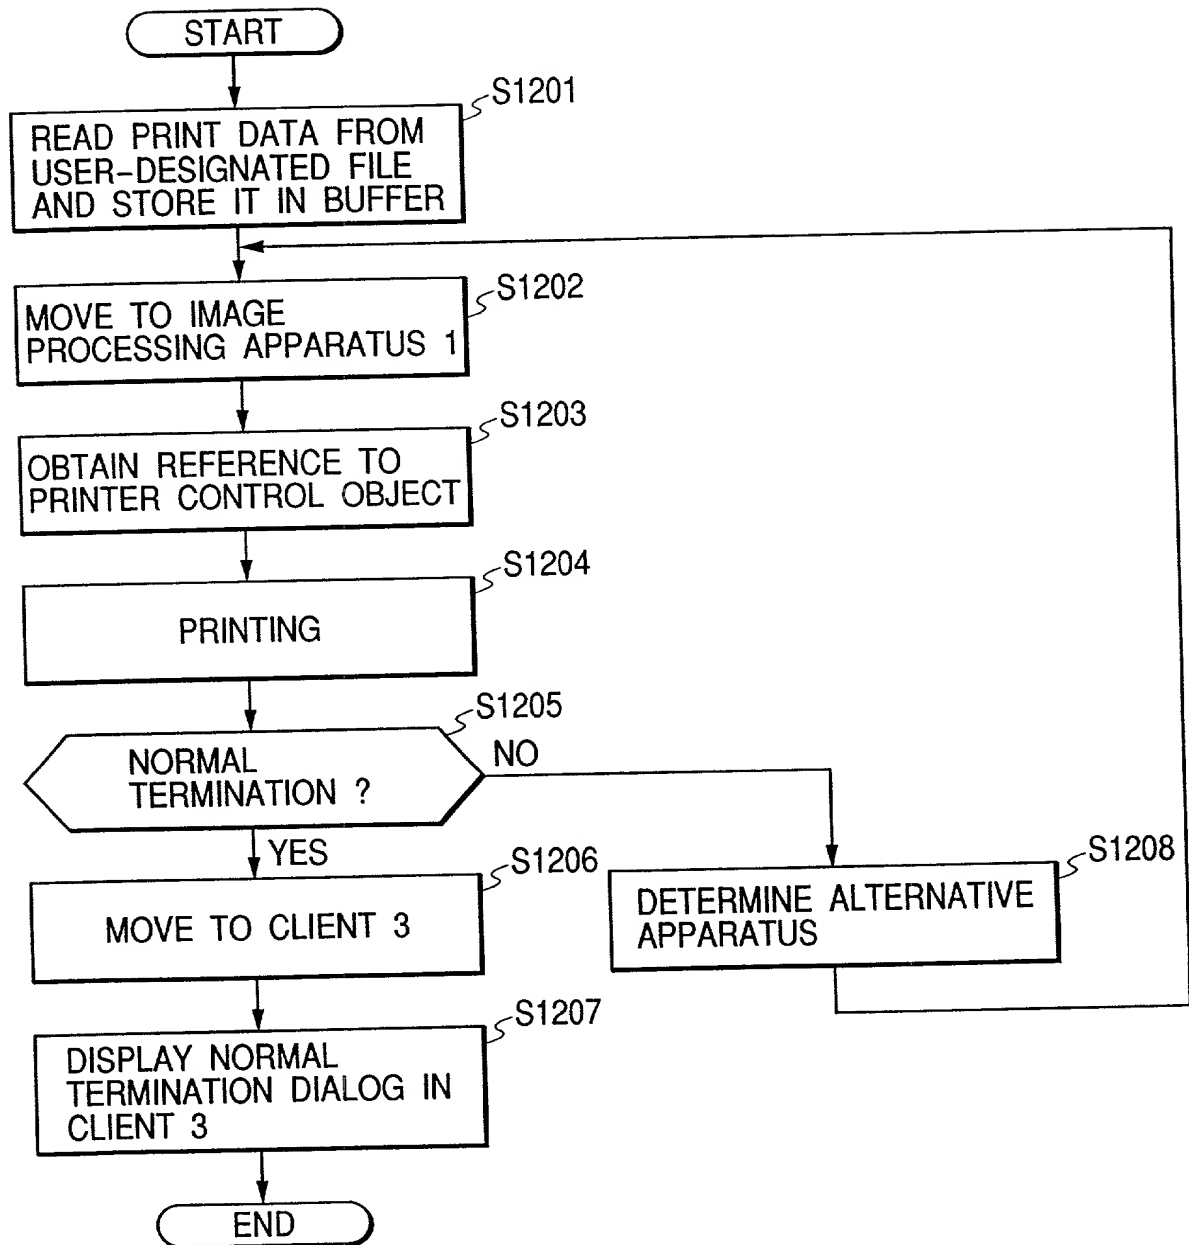 START
S1201
READ PRINT DATA FROM
USER-DESIGNATED FILE
AND STORE IT IN BUFFER
S1202
MOVE TO IMAGE
PROCESSING APPARATUS 1
S1203
OBTAIN REFERENCE TO
PRINTER CONTROL OBJECT
S1204
PRINTING
S1205
NORMAL
TERMINATION ?
NO
YES
S1206
MOVE TO CLIENT 3
S1208
DETERMINE ALTERNATIVE
APPARATUS
S1207
DISPLAY NORMAL
TERMINATION DIALOG IN
CLIENT 3
END